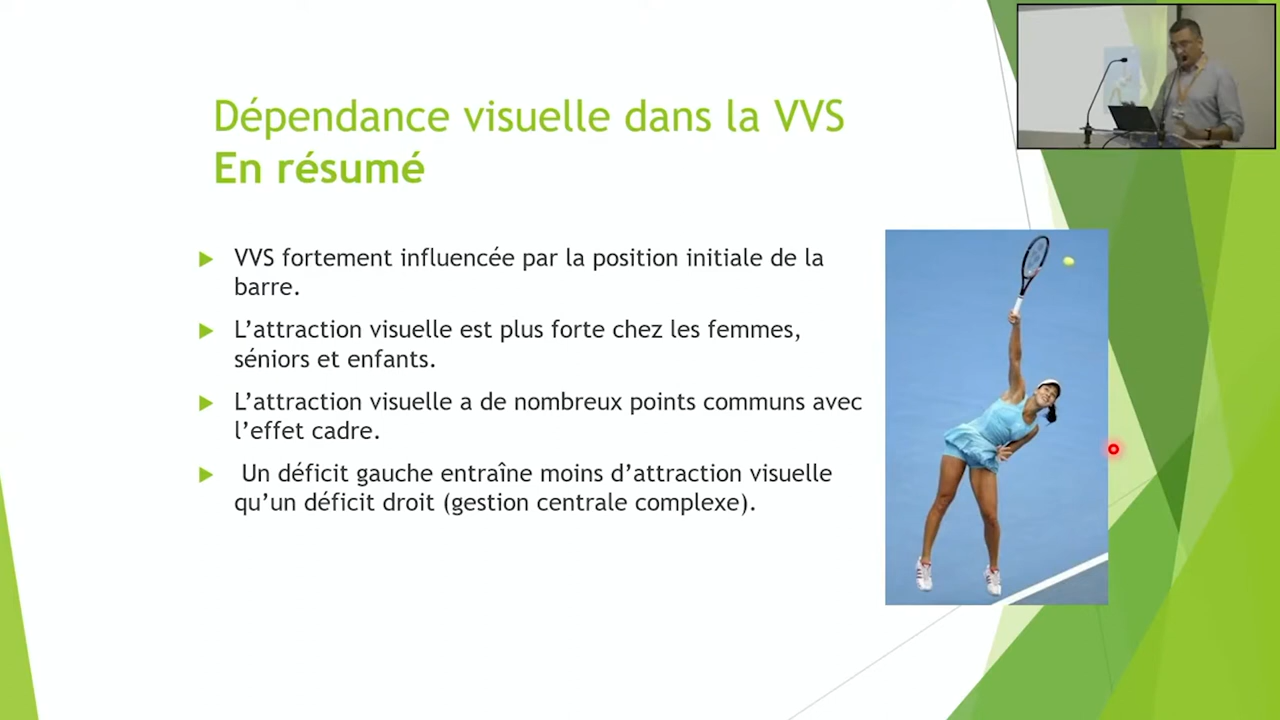 Dépendance visuelle dans la VVS
En résumé
VVS fortement influencée par la position initiale de la
barre.
L’attraction visuelle est plus forte chez les femmes,
séniors et enfants.
L’attraction visuelle a de nombreux points communs avec
l’effet cadre.
Un déficit gauche entraîne moins d’attraction visuelle
qu’un déficit droit (gestion centrale complexe).